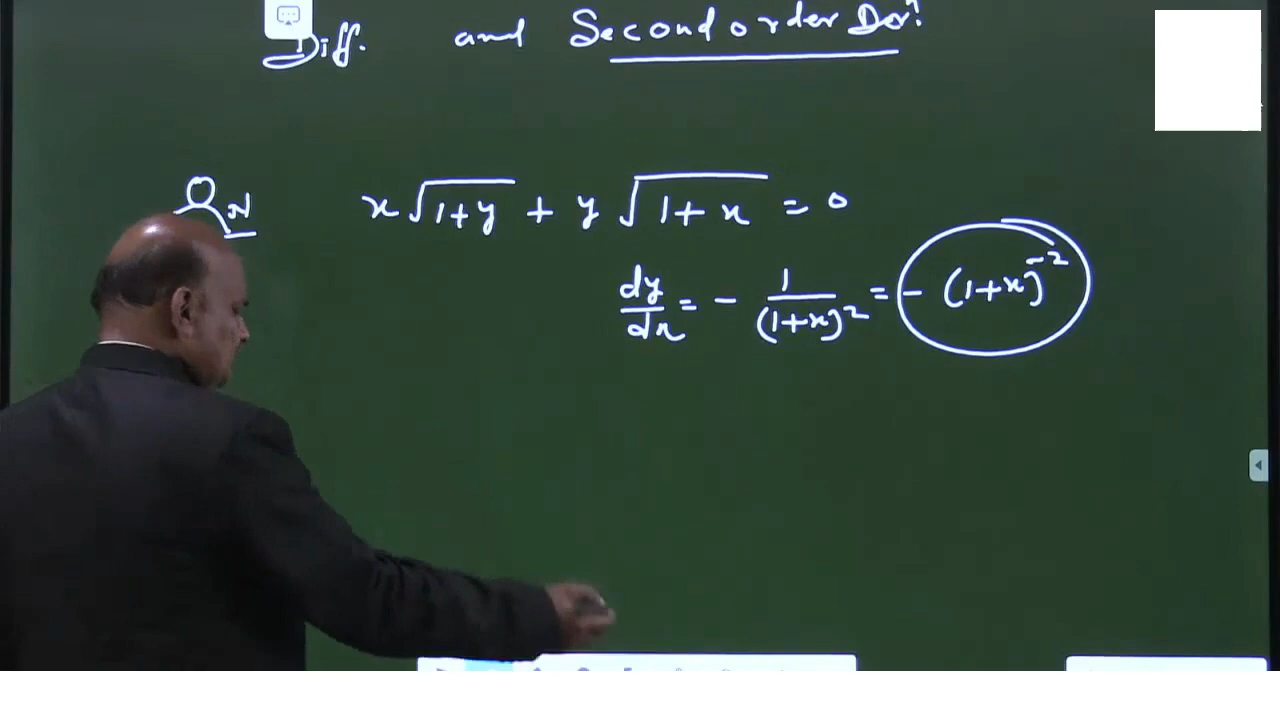 Diff. and Second order Der?
Q N x√1+y + y √1+x = 0
dy/dx = - 1/(1+x)² = - (1+x)⁻²